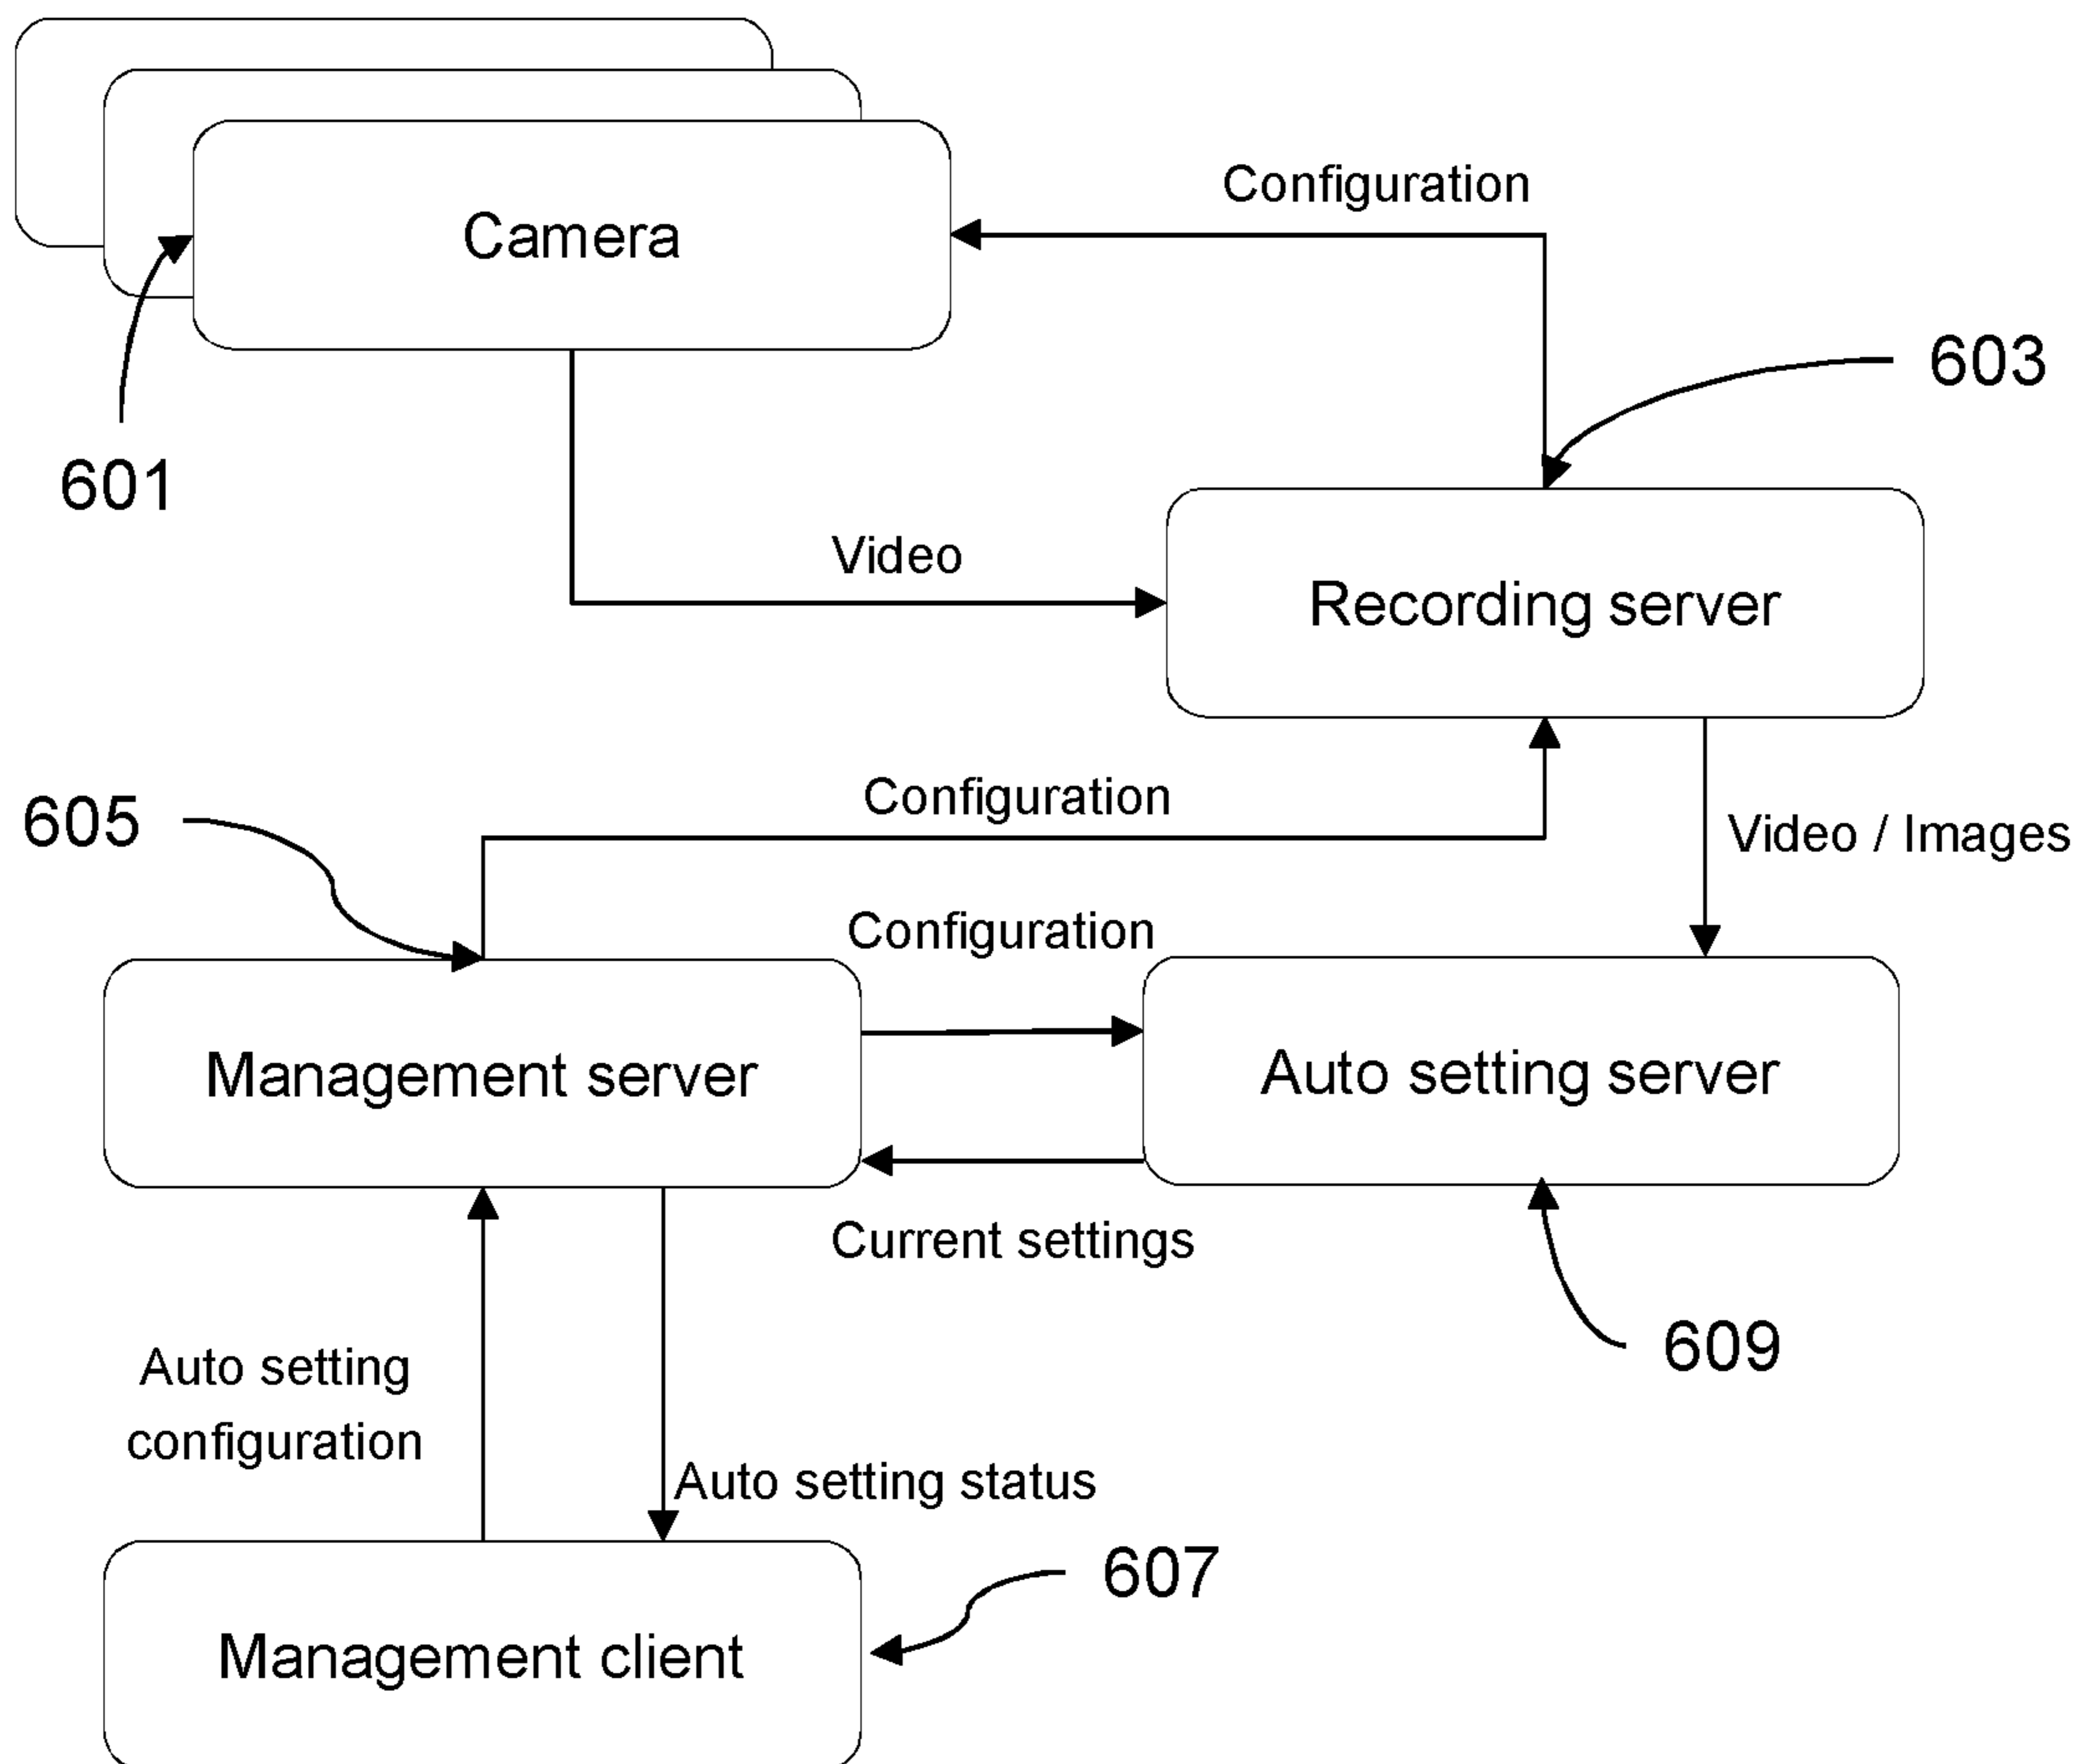 Configuration
Camera
603
601
Video
Recording server
Configuration
605
Video / Images
Configuration
Management server
Auto setting server
Current settings
609
Auto setting
configuration
Auto setting status
607
Management client